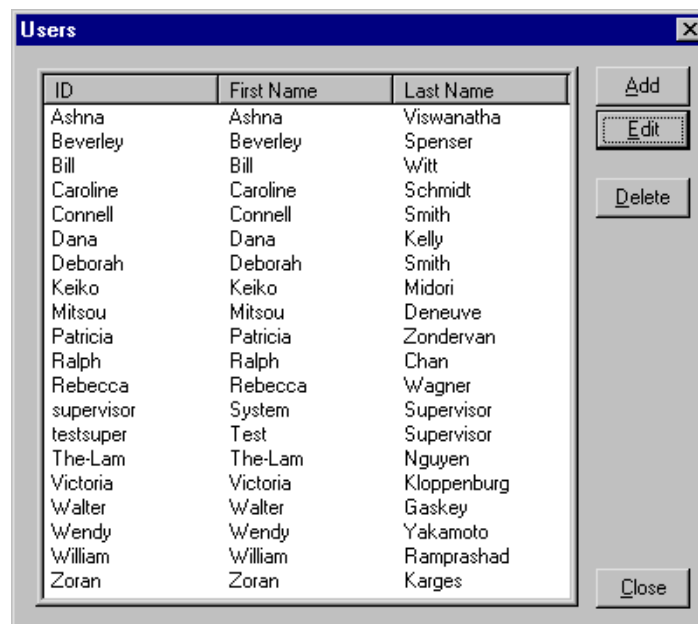 Users
ID First Name Last Name
Ashna Ashna Viswanatha
Beverley Beverley Spenser
Bill Bill Witt
Caroline Caroline Schmidt
Connell Connell Smith
Dana Dana Kelly
Deborah Deborah Smith
Keiko Keiko Midori
Mitsou Mitsou Deneuve
Patricia Patricia Zondervan
Ralph Ralph Chan
Rebecca Rebecca Wagner
supervisor System Supervisor
testsuper Test Supervisor
The-Lam The-Lam Nguyen
Victoria Victoria Kloppenburg
Walter Walter Gaskey
Wendy Wendy Yakamoto
William William Ramprashad
Zoran Zoran Karges
Add
Edit
Delete
Close